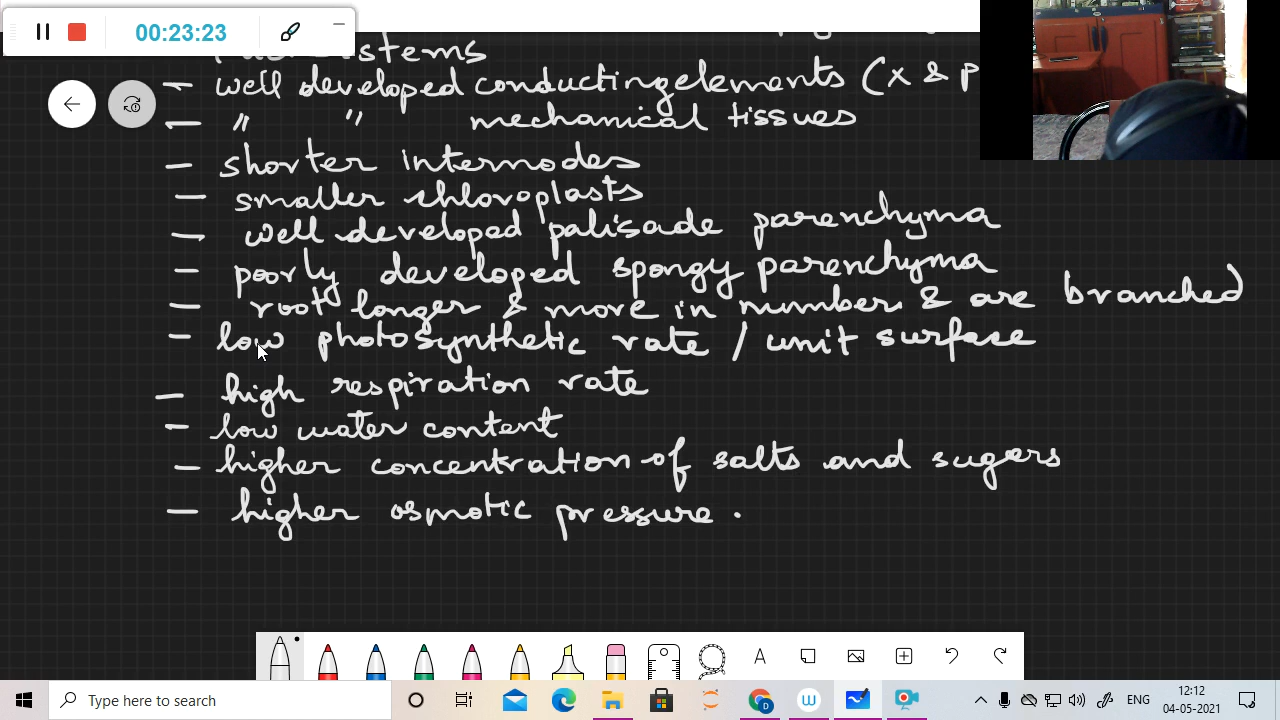 00:23:23
stems
- well developed conducting elements (x & p
- " " mechanical tissues
- shorter internodes
- smaller chloroplasts
- well developed palisade parenchyma
- poorly developed spongy parenchyma
- root longer & more in number & are branched
- low photosynthetic rate / unit surface
- high respiration rate
- low water content
- higher concentration of salts and sugars
- higher osmotic pressure.
Type here to search
ENG
12:12
04-05-2021